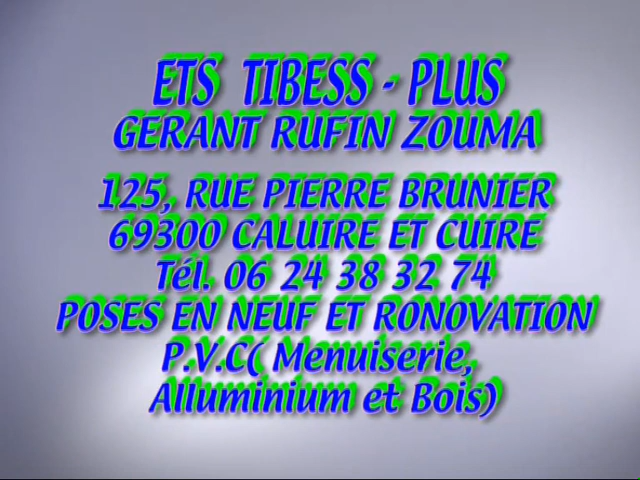 ETS TIBESS - PLUS
GERANT RUFIN ZOUMA
125, RUE PIERRE BRUNIER
69300 CALUIRE ET CUIRE
Tél. 06 24 38 32 74
POSES EN NEUF ET RONOVATION
P.V.C( Menuiserie,
Alluminium et Bois)